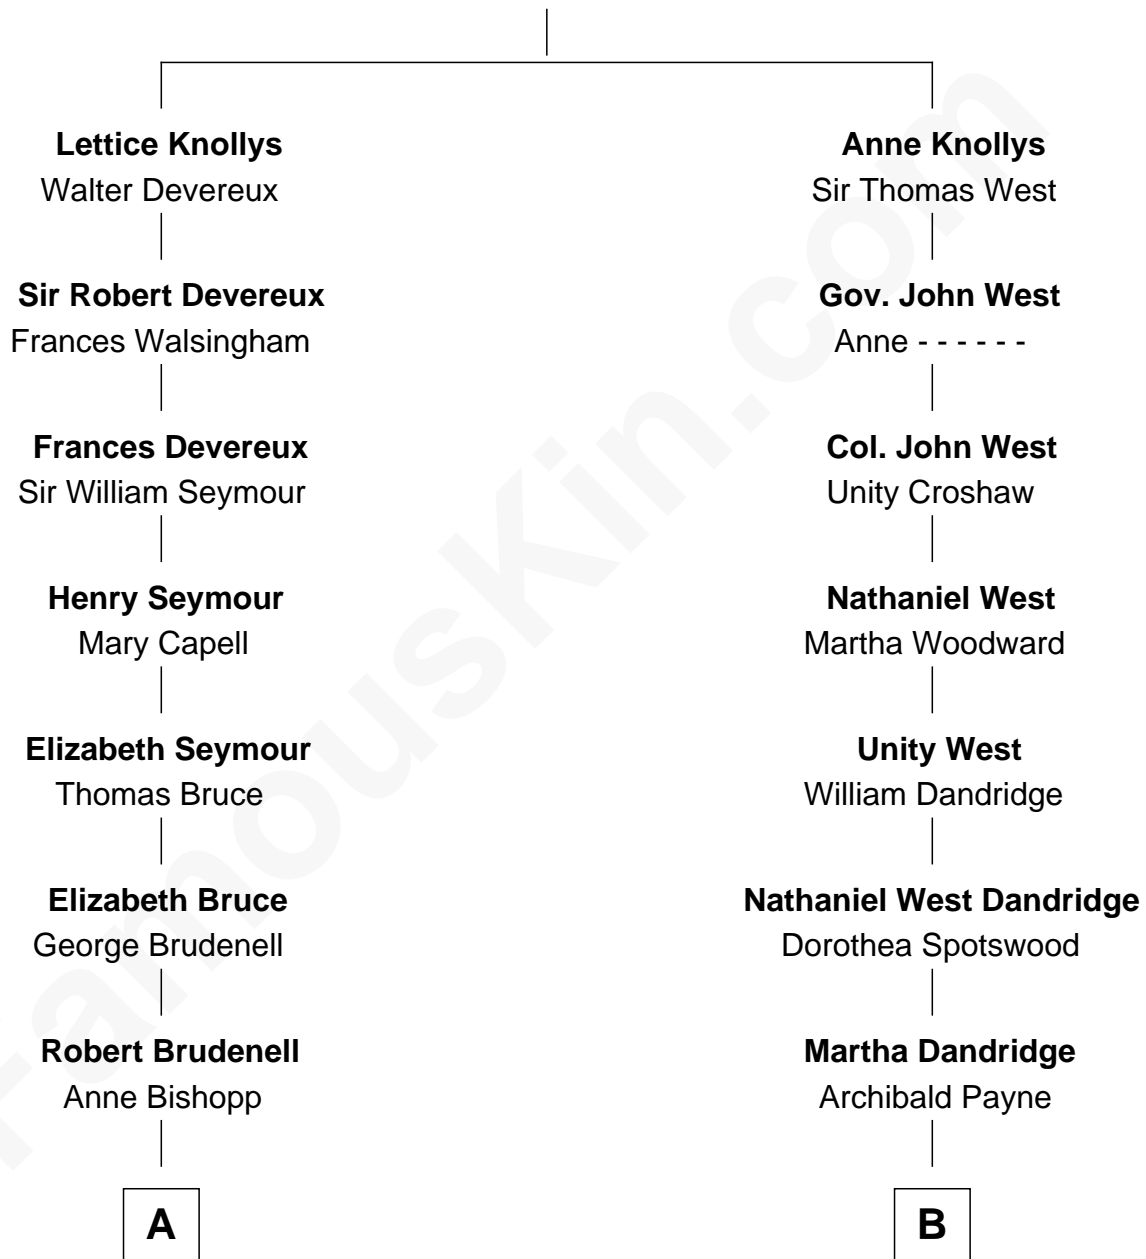 Lettice Knollys
Walter Devereux
Anne Knollys
Sir Thomas West
Sir Robert Devereux
Frances Walsingham
Gov. John West
Anne - - - - - -
Frances Devereux
Sir William Seymour
Col. John West
Unity Croshaw
Henry Seymour
Mary Capell
Nathaniel West
Martha Woodward
Elizabeth Seymour
Thomas Bruce
Unity West
William Dandridge
Elizabeth Bruce
George Brudenell
Nathaniel West Dandridge
Dorothea Spotswood
Robert Brudenell
Anne Bishopp
Martha Dandridge
Archibald Payne
A
B
FamousKin.com